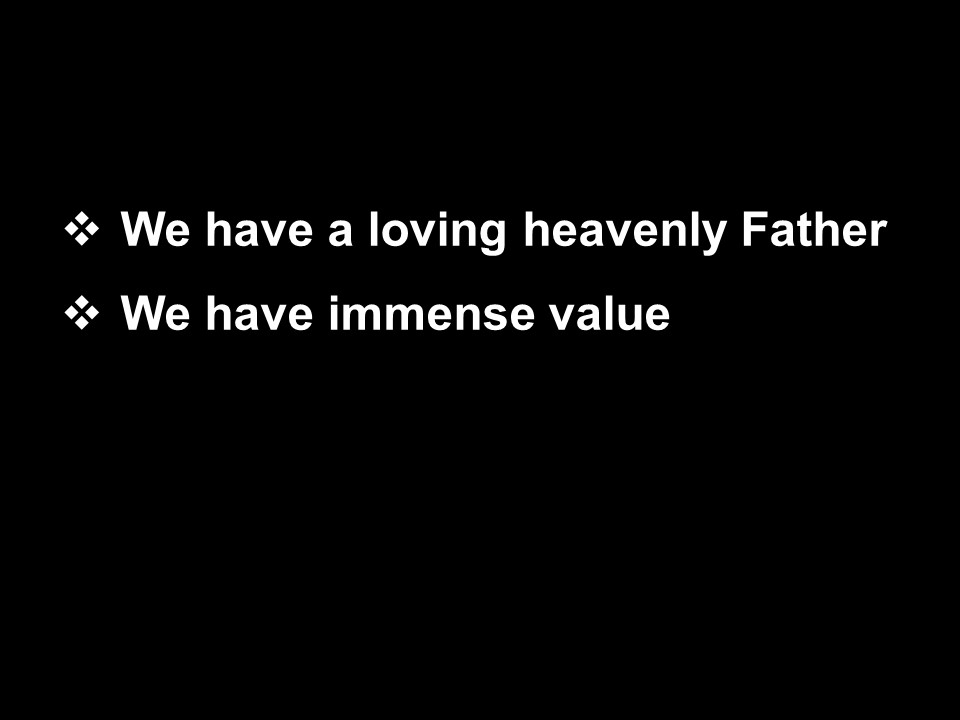 ❖ We have a loving heavenly Father
❖ We have immense value